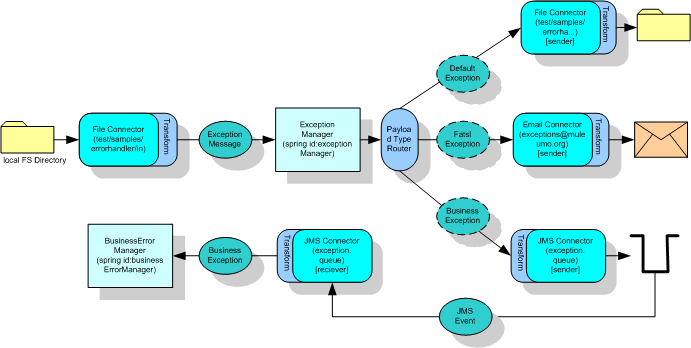 File Connector
(test/samples/
errorha...)
[sender]
Transform
Default
Exception
File Connector
(test/samples/
errorhandler/in)
Transform
local FS Directory
Exception
Message
Exception
Manager
(spring id:exception
Manager)
Payloa
d Type
Router
Fatsl
Exception
Email Connector
(exceptions@mule
umo.org)
[sender]
Transform
Business
Exception
BusinessError
Manager
(spring id:business
ErrorManager)
Business
Exception
Transform
JMS Connector
(exception.
queue)
[reciever]
Transform
JMS Connector
(exception.
queue)
[sender]
JMS
Event